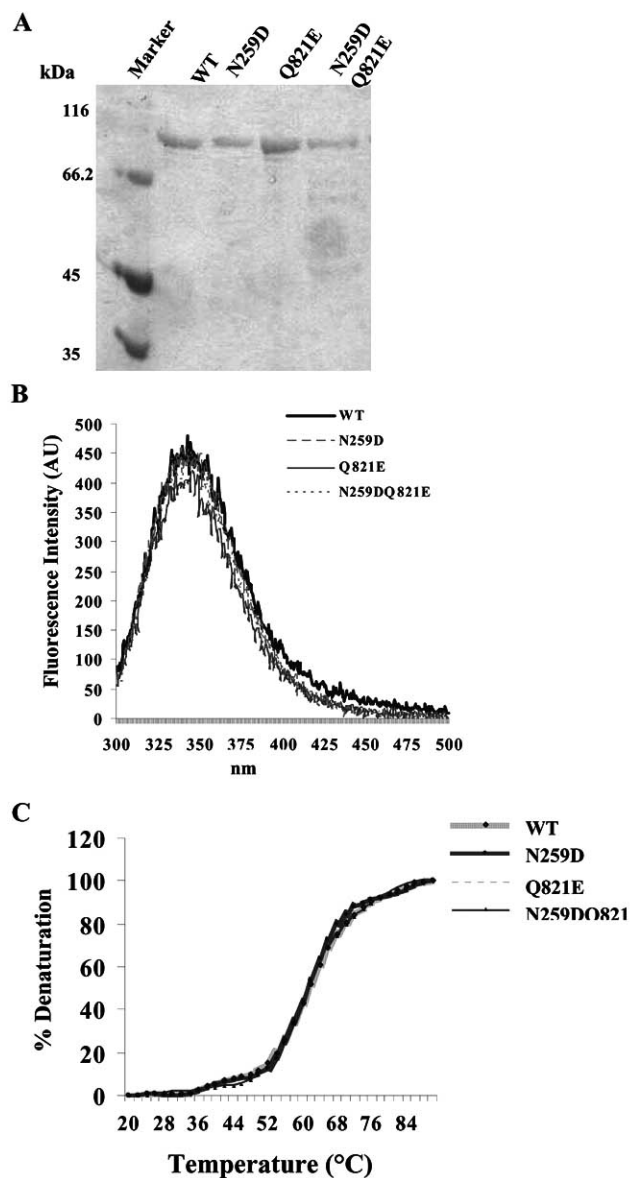 A
kDa
Marker
WT
N259D
Q821E
N259D
Q821E
116
66.2
45
35
B
WT
N259D
Q821E
N259DQ821E
Fluorescence Intensity (AU)
500
450
400
350
300
250
200
150
100
50
0
300 325 350 375 400 425 450 475 500
nm
C
WT
N259D
Q821E
N259DQ821
% Denaturation
120
100
80
60
40
20
0
20 28 36 44 52 60 68 76 84
Temperature (°C)